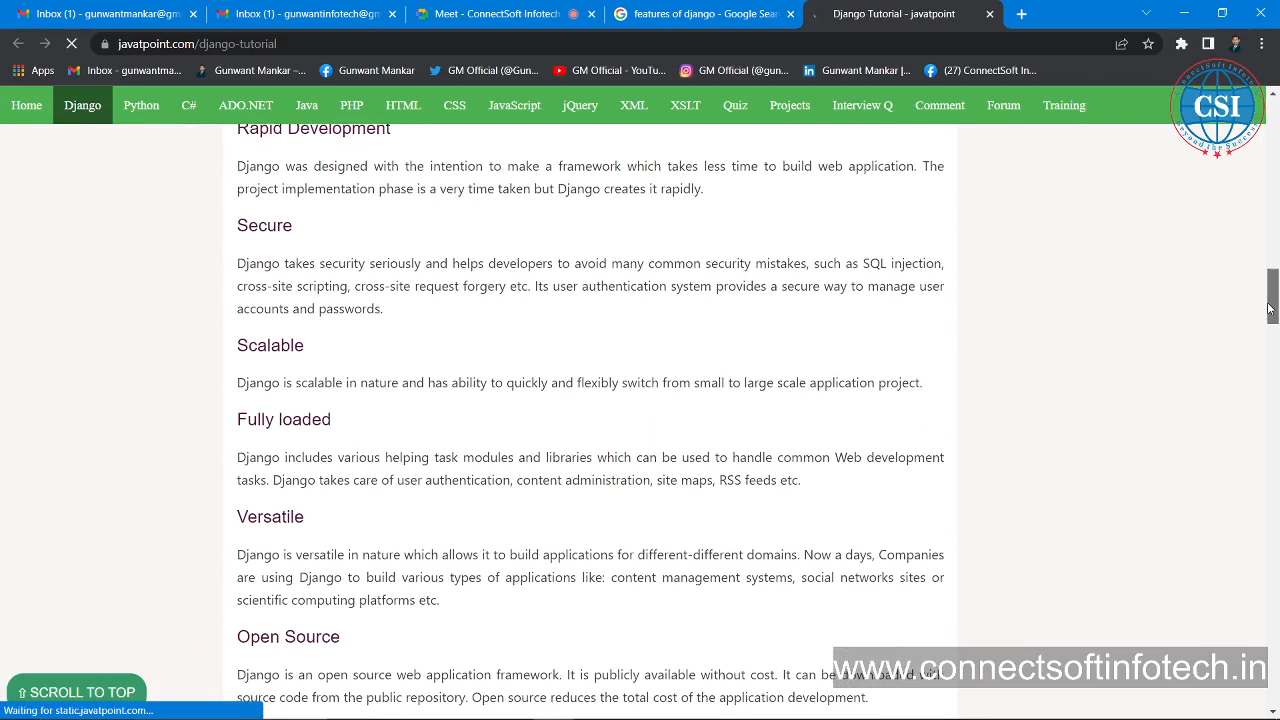 Inbox (1) - gunwantmankar@gm
Inbox (1) - gunwantinfotech@gm
Meet - ConnectSoft Infotech
features of django - Google Sear
Django Tutorial - javatpoint
javatpoint.com/django-tutorial
Apps
Inbox - gunwantma...
Gunwant Mankar –...
Gunwant Mankar
GM Official (@Gun...
GM Official - YouTu...
GM Official (@gun...
Gunwant Mankar |...
(27) ConnectSoft In...
Home Django Python C# ADO.NET Java PHP HTML CSS JavaScript jQuery XML XSLT Quiz Projects Interview Q Comment Forum Training
ConnectSoft Infotech
CSI
Beyond the Success
Rapid Development
Django was designed with the intention to make a framework which takes less time to build web application. The
project implementation phase is a very time taken but Django creates it rapidly.
Secure
Django takes security seriously and helps developers to avoid many common security mistakes, such as SQL injection,
cross-site scripting, cross-site request forgery etc. Its user authentication system provides a secure way to manage user
accounts and passwords.
Scalable
Django is scalable in nature and has ability to quickly and flexibly switch from small to large scale application project.
Fully loaded
Django includes various helping task modules and libraries which can be used to handle common Web development
tasks. Django takes care of user authentication, content administration, site maps, RSS feeds etc.
Versatile
Django is versatile in nature which allows it to build applications for different-different domains. Now a days, Companies
are using Django to build various types of applications like: content management systems, social networks sites or
scientific computing platforms etc.
Open Source
Django is an open source web application framework. It is publicly available without cost. It can be
source code from the public repository. Open source reduces the total cost of the application development.
www.connectsoftinfotech.in
⇧ SCROLL TO TOP
Waiting for static.javatpoint.com...